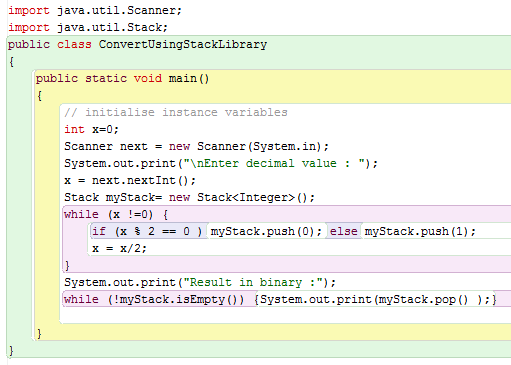 import java.util.Scanner;
import java.util.Stack;
public class ConvertUsingStackLibrary
{
public static void main()
{
// initialise instance variables
int x=0;
Scanner next = new Scanner(System.in);
System.out.print("\nEnter decimal value : ");
x = next.nextInt();
Stack myStack= new Stack<Integer>();
while (x !=0) {
if (x % 2 == 0 ) myStack.push(0); else myStack.push(1);
x = x/2;
}
System.out.print("Result in binary :");
while (!myStack.isEmpty()) {System.out.print(myStack.pop() );}
}
}